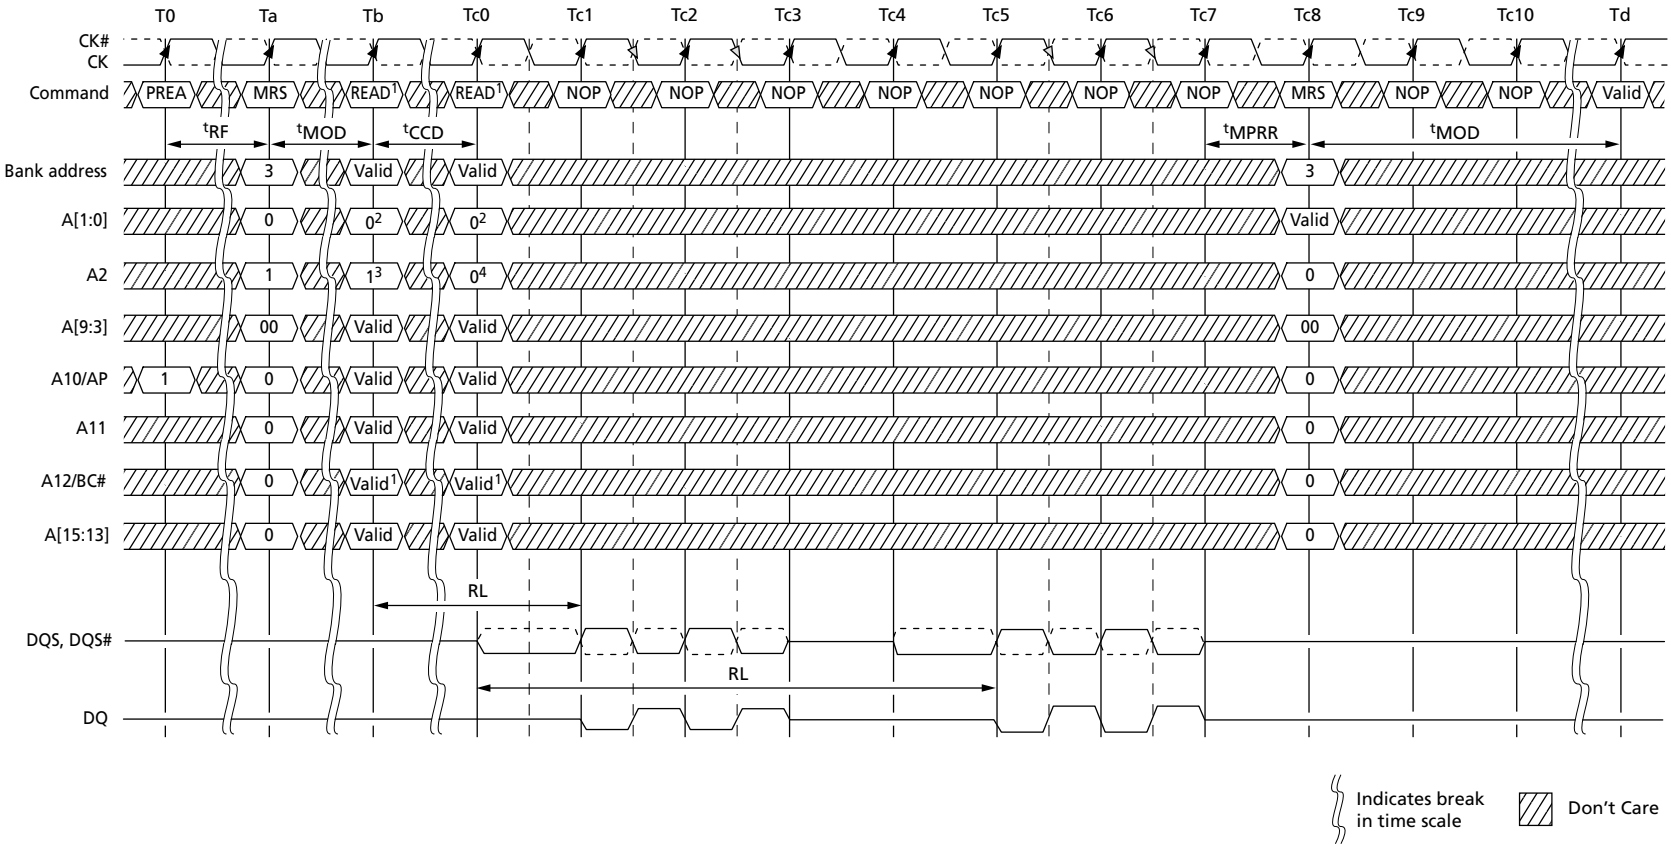 T0 Ta Tb Tc0 Tc1 Tc2 Tc3 Tc4 Tc5 Tc6 Tc7 Tc8 Tc9 Tc10 Td
CK#
CK
Command PREA MRS READ1 READ1 NOP NOP NOP NOP NOP NOP NOP MRS NOP NOP Valid
tRF tMOD tCCD tMPRR tMOD
Bank address 3 Valid Valid 3
A[1:0] 0 02 02 Valid
A2 1 13 04 0
A[9:3] 00 Valid Valid 00
A10/AP 1 0 Valid Valid 0
A11 0 Valid Valid 0
A12/BC# 0 Valid1 Valid1 0
A[15:13] 0 Valid Valid 0
RL
DQS, DQS#
RL
DQ
Indicates break
in time scale
Don't Care